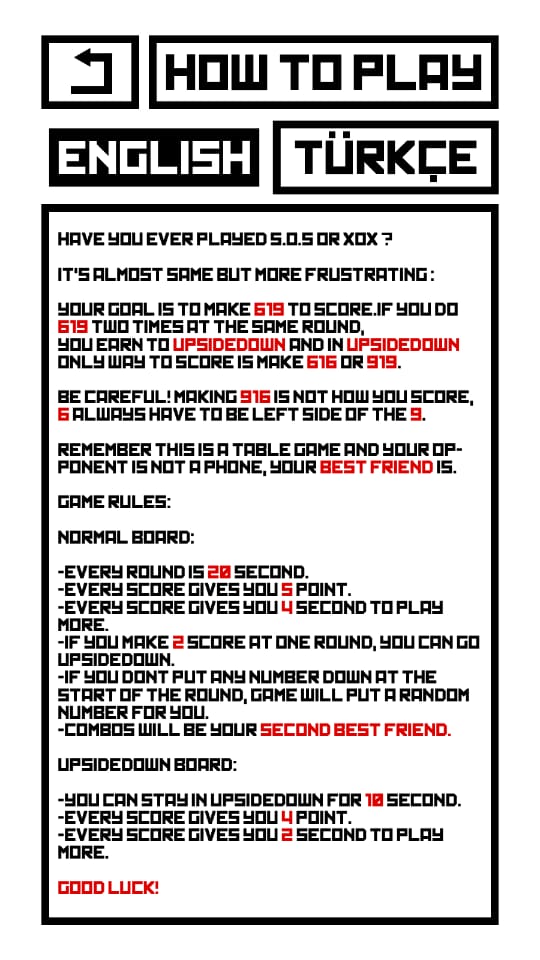 HOW TO PLAY
ENGLISH
TÜRKÇE
HAVE YOU EVER PLAYED S.O.S OR XOX ?
IT'S ALMOST SAME BUT MORE FRUSTRATING :
YOUR GOAL IS TO MAKE 619 TO SCORE.IF YOU DO
619 TWO TIMES AT THE SAME ROUND,
YOU EARN TO UPSIDEDOWN AND IN UPSIDEDOWN
ONLY WAY TO SCORE IS MAKE 616 OR 919.
BE CAREFUL! MAKING 916 IS NOT HOW YOU SCORE,
6 ALWAYS HAVE TO BE LEFT SIDE OF THE 9.
REMEMBER THIS IS A TABLE GAME AND YOUR OP-
PONENT IS NOT A PHONE, YOUR BEST FRIEND IS.
GAME RULES:
NORMAL BOARD:
-EVERY ROUND IS 20 SECOND.
-EVERY SCORE GIVES YOU 5 POINT.
-EVERY SCORE GIVES YOU 4 SECOND TO PLAY
MORE.
-IF YOU MAKE 2 SCORE AT ONE ROUND, YOU CAN GO
UPSIDEDOWN.
-IF YOU DONT PUT ANY NUMBER DOWN AT THE
START OF THE ROUND, GAME WILL PUT A RANDOM
NUMBER FOR YOU.
-COMBOS WILL BE YOUR SECOND BEST FRIEND.
UPSIDEDOWN BOARD:
-YOU CAN STAY IN UPSIDEDOWN FOR 10 SECOND.
-EVERY SCORE GIVES YOU 4 POINT.
-EVERY SCORE GIVES YOU 2 SECOND TO PLAY
MORE.
GOOD LUCK!